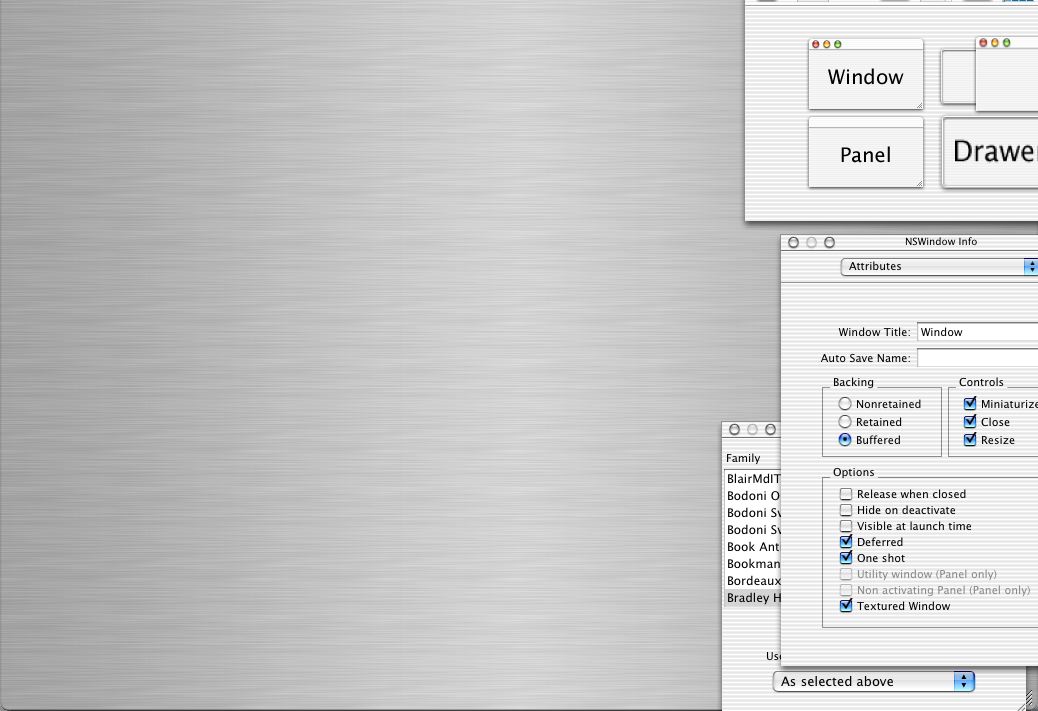 Window
Panel
Drawer
NSWindow Info
Attributes
Window Title: Window
Auto Save Name:
Backing
Nonretained
Retained
Buffered
Controls
Miniaturize
Close
Resize
Options
Release when closed
Hide on deactivate
Visible at launch time
Deferred
One shot
Utility window (Panel only)
Non activating Panel (Panel only)
Textured Window
Family
BlairMdIT
Bodoni O
Bodoni Sv
Bodoni Sv
Book Ant
Bookman
Bordeaux
Bradley H
Use
As selected above